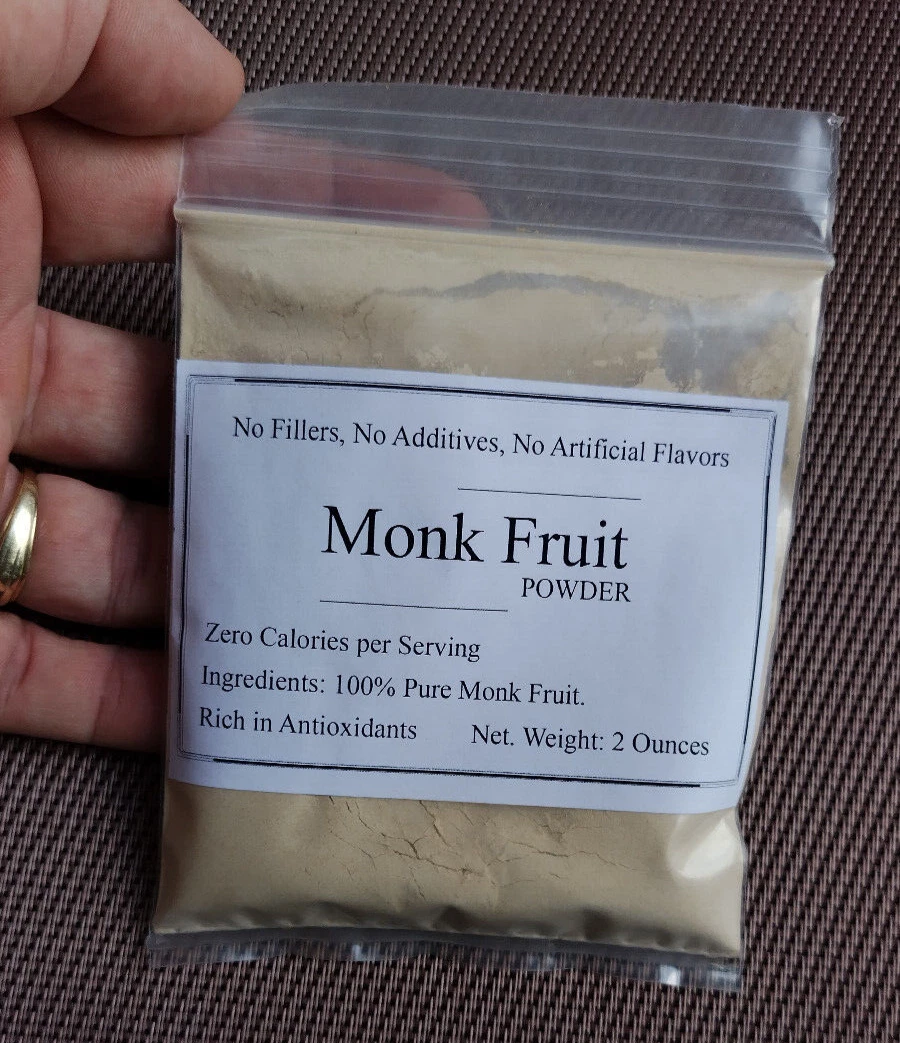 No Fillers, No Additives, No Artificial Flavors
Monk Fruit
POWDER
Zero Calories per Serving
Ingredients: 100% Pure Monk Fruit.
Rich in Antioxidants Net. Weight: 2 Ounces